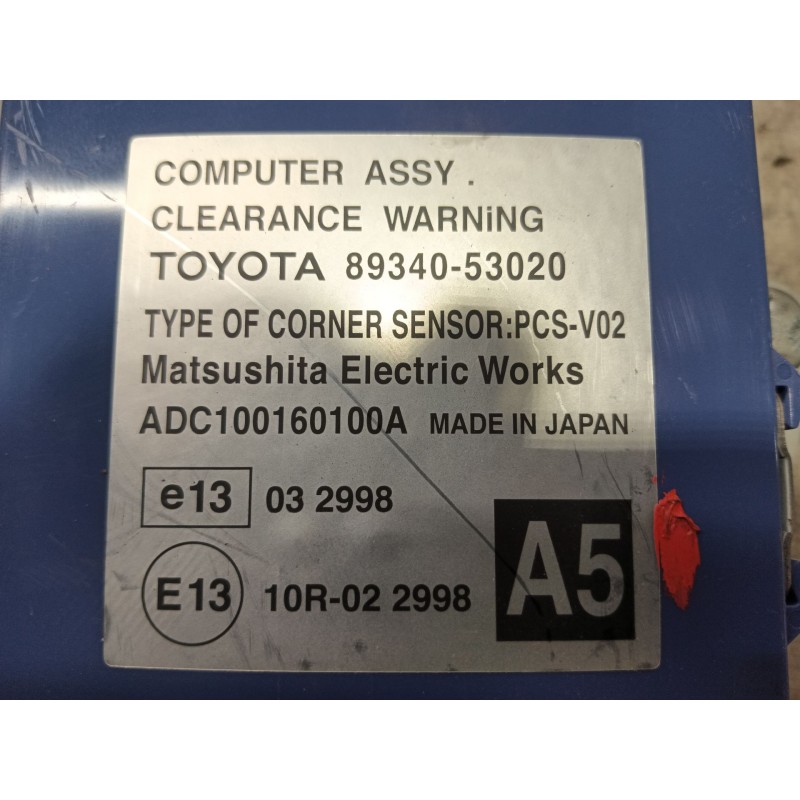 COMPUTER ASSY.
CLEARANCE WARNiNG
TOYOTA 89340-53020
TYPE OF CORNER SENSOR:PCS-V02
Matsushita Electric Works
ADC100160100A MADE IN JAPAN
e13 03 2998
E13 10R-02 2998
A5